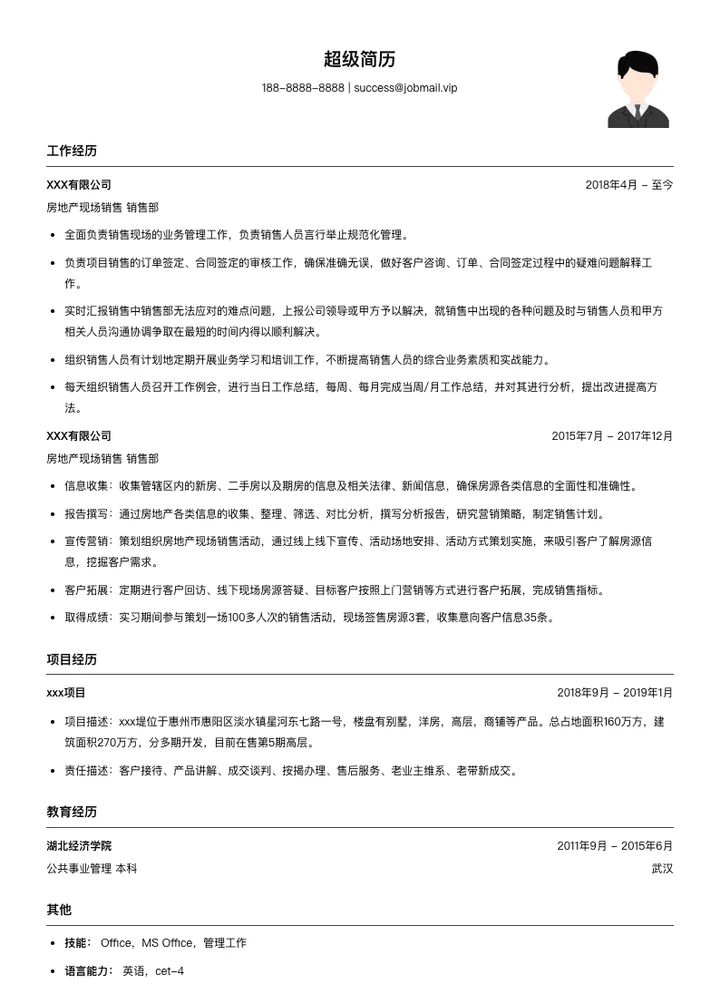 超级简历
188-8888-8888 | success@jobmail.vip
工作经历
XXX有限公司 2018年4月 – 至今
房地产现场销售 销售部
• 全面负责销售现场的业务管理工作，负责销售人员言行举止规范化管理。
• 负责项目销售的订单签定、合同签定的审核工作，确保准确无误，做好客户咨询、订单、合同签定过程中的疑难问题解释工
作。
• 实时汇报销售中销售部无法应对的难点问题，上报公司领导或甲方予以解决，就销售中出现的各种问题及时与销售人员和甲方
相关人员沟通协调争取在最短的时间内得以顺利解决。
• 组织销售人员有计划地定期开展业务学习和培训工作，不断提高销售人员的综合业务素质和实战能力。
• 每天组织销售人员召开工作例会，进行当日工作总结，每周、每月完成当周/月工作总结，并对其进行分析，提出改进提高方
法。
XXX有限公司 2015年7月 – 2017年12月
房地产现场销售 销售部
• 信息收集：收集管辖区内的新房、二手房以及期房的信息及相关法律、新闻信息，确保房源各类信息的全面性和准确性。
• 报告撰写：通过房地产各类信息的收集、整理、筛选、对比分析，撰写分析报告，研究营销策略，制定销售计划。
• 宣传营销：策划组织房地产现场销售活动，通过线上线下宣传、活动场地安排、活动方式策划实施，来吸引客户了解房源信
息，挖掘客户需求。
• 客户拓展：定期进行客户回访、线下现场房源答疑、目标客户按照上门营销等方式进行客户拓展，完成销售指标。
• 取得成绩：实习期间参与策划一场100多人次的销售活动，现场签售房源3套，收集意向客户信息35条。
项目经历
xxx项目 2018年9月 – 2019年1月
• 项目描述：xxx堤位于惠州市惠阳区淡水镇星河东七路一号，楼盘有别墅，洋房，高层，商铺等产品。总占地面积160万方，建
筑面积270万方，分多期开发，目前在售第5期高层。
• 责任描述：客户接待、产品讲解、成交谈判、按揭办理、售后服务、老业主维系、老带新成交。
教育经历
湖北经济学院 2011年9月 – 2015年6月
公共事业管理 本科 武汉
其他
• 技能： Office，MS Office，管理工作
• 语言能力： 英语，cet-4